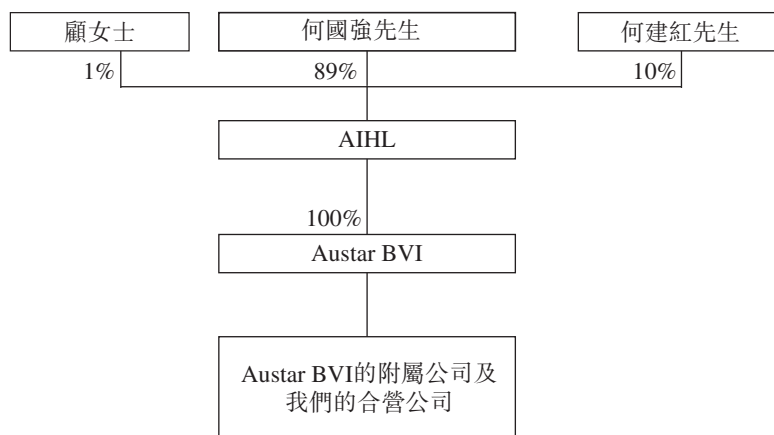 顧女士
何國強先生
何建紅先生
1%
89%
10%
AIHL
100%
Austar BVI
Austar BVI的附屬公司及
我們的合營公司